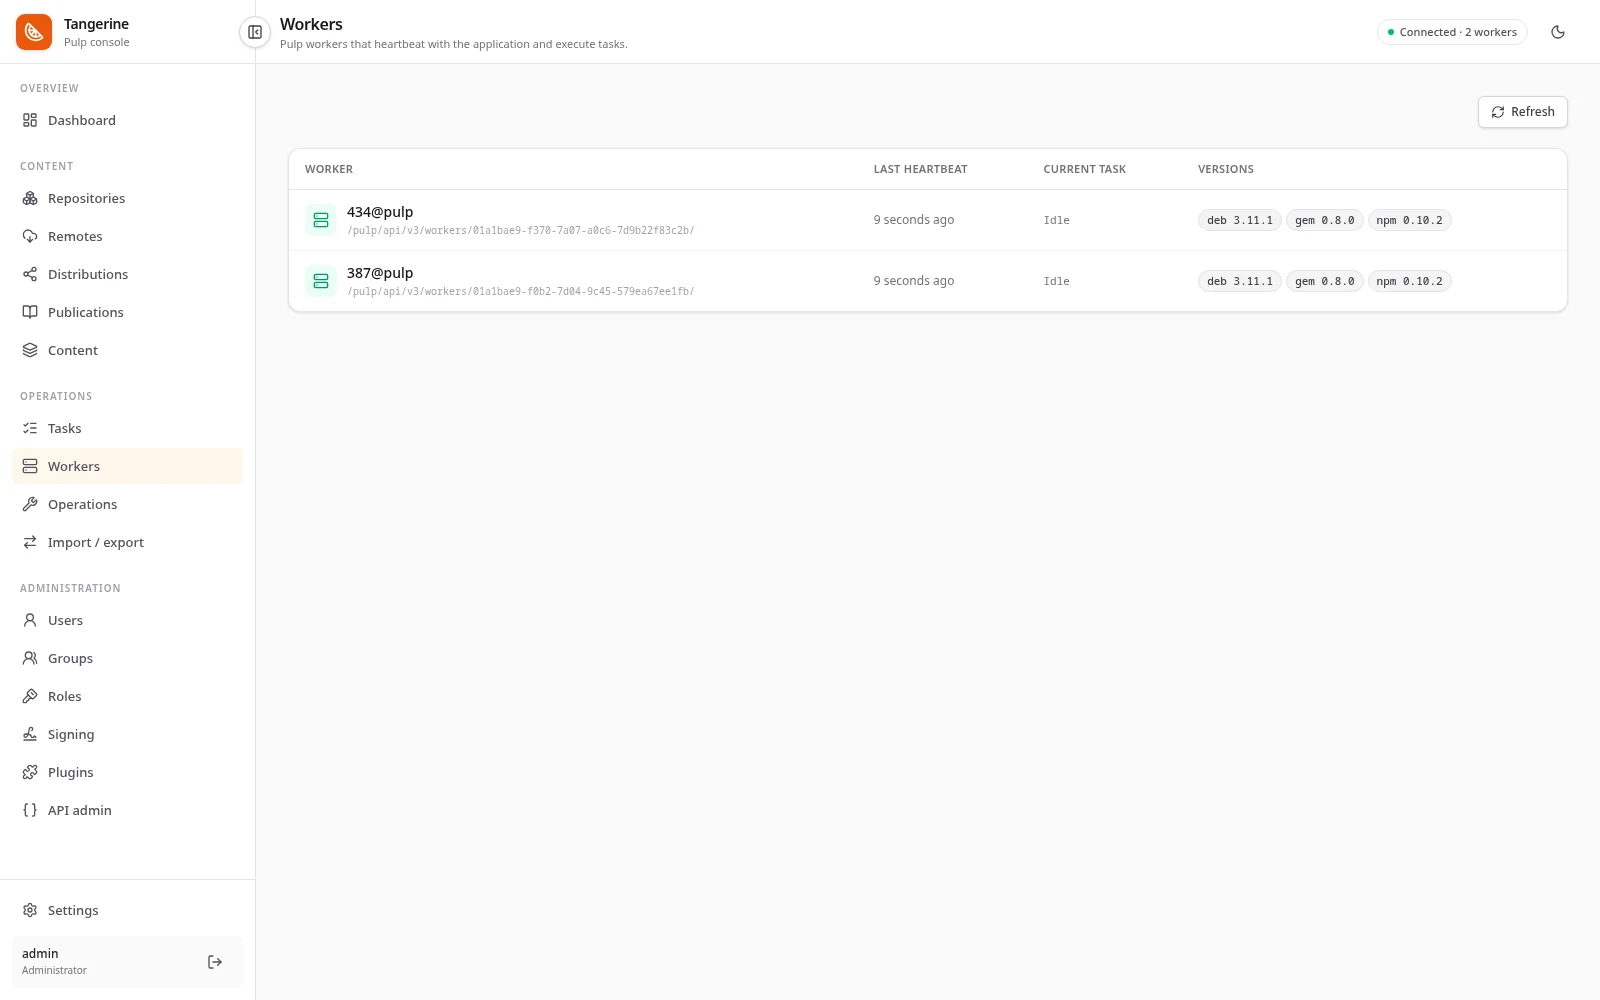 Tangerine
Pulp console
Workers
Pulp workers that heartbeat with the application and execute tasks.
Connected · 2 workers
OVERVIEW
Dashboard
CONTENT
Repositories
Remotes
Distributions
Publications
Content
OPERATIONS
Tasks
Workers
Operations
Import / export
ADMINISTRATION
Users
Groups
Roles
Signing
Plugins
API admin
Settings
admin
Administrator
Refresh
WORKER LAST HEARTBEAT CURRENT TASK VERSIONS
434@pulp
/pulp/api/v3/workers/01a1bae9-f370-7a07-a0c6-7d9b22f83c2b/
9 seconds ago Idle deb 3.11.1 gem 0.8.0 npm 0.10.2
387@pulp
/pulp/api/v3/workers/01a1bae9-f0b2-7d04-9c45-579ea67ee1fb/
9 seconds ago Idle deb 3.11.1 gem 0.8.0 npm 0.10.2